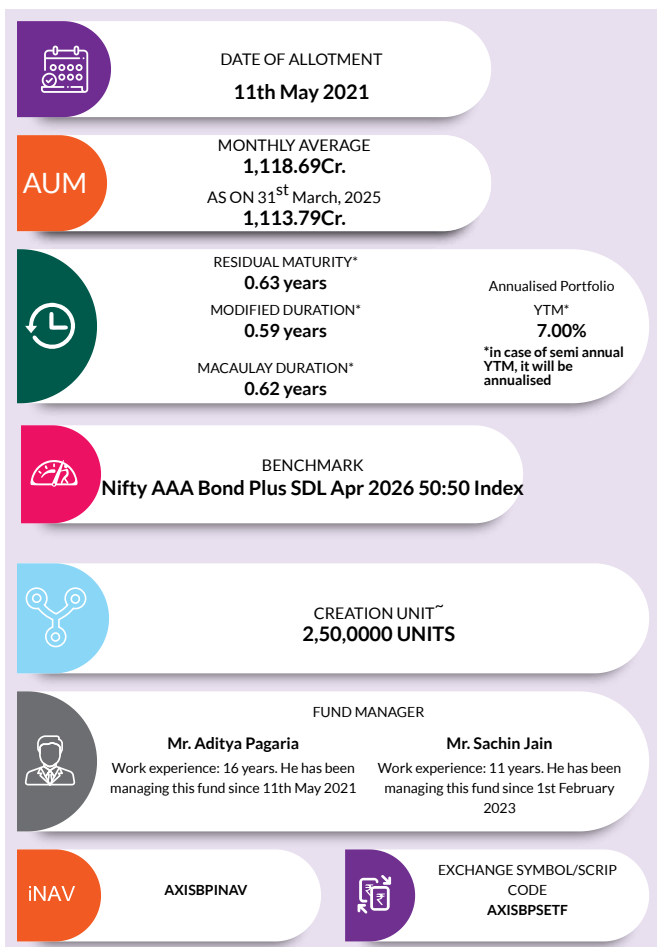 DATE OF ALLOTMENT
11th May 2021
AUM
MONTHLY AVERAGE
1,118.69Cr.
AS ON 31st March, 2025
1,113.79Cr.
RESIDUAL MATURITY*
0.63 years
MODIFIED DURATION*
0.59 years
MACAULAY DURATION*
0.62 years
Annualised Portfolio
YTM*
7.00%
*in case of semi annual
YTM, it will be
annualised
BENCHMARK
Nifty AAA Bond Plus SDL Apr 2026 50:50 Index
CREATION UNIT~
2,50,0000 UNITS
FUND MANAGER
Mr. Aditya Pagaria
Work experience: 16 years. He has been
managing this fund since 11th May 2021
Mr. Sachin Jain
Work experience: 11 years. He has been
managing this fund since 1st February
2023
iNAV
AXISBPINAV
₹
₹
EXCHANGE SYMBOL/SCRIP
CODE
AXISBPSETF